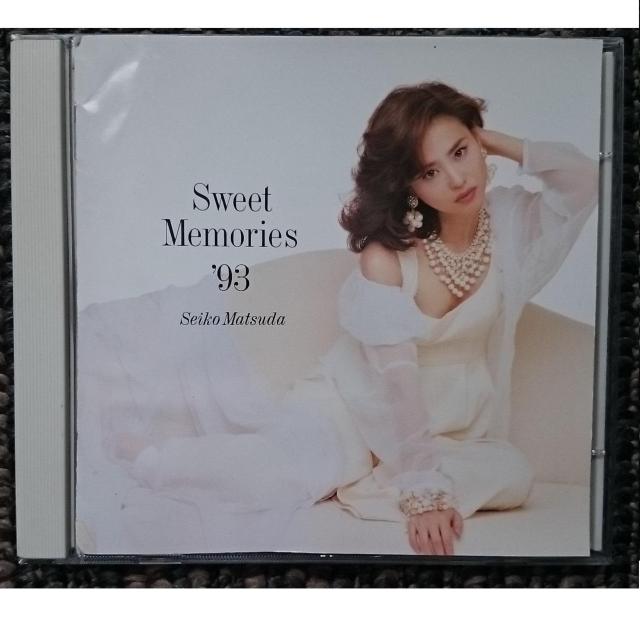 Sweet
Memories
'93
Seiko Matsuda